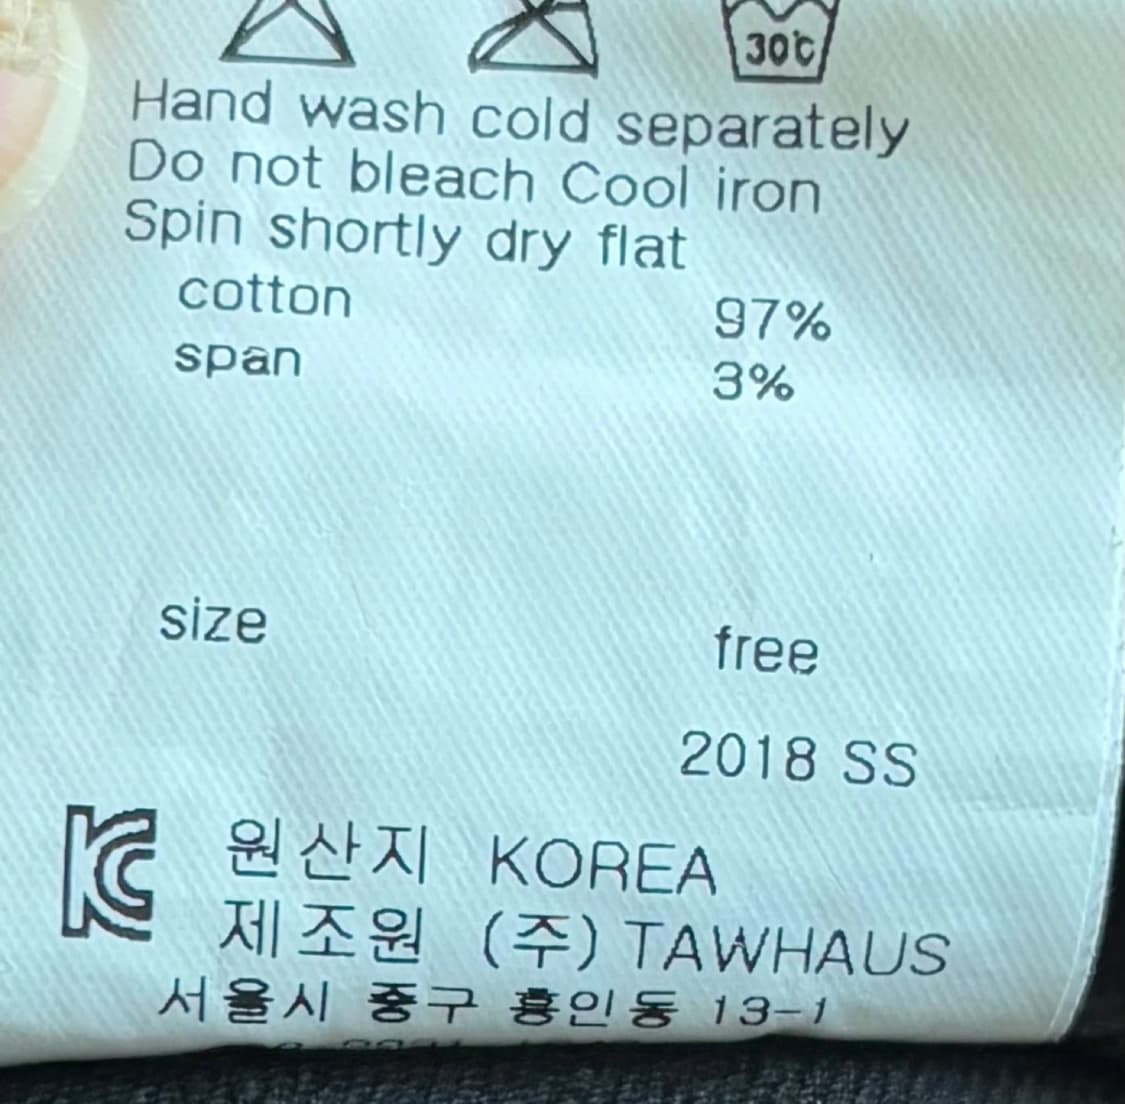 30℃
Hand wash cold separately
Do not bleach Cool iron
Spin shortly dry flat
cotton 97%
span 3%
size free
2018 SS
KC 원산지 KOREA
제조원 (주) TAWHAUS
서울시 중구 흥인동 13-1